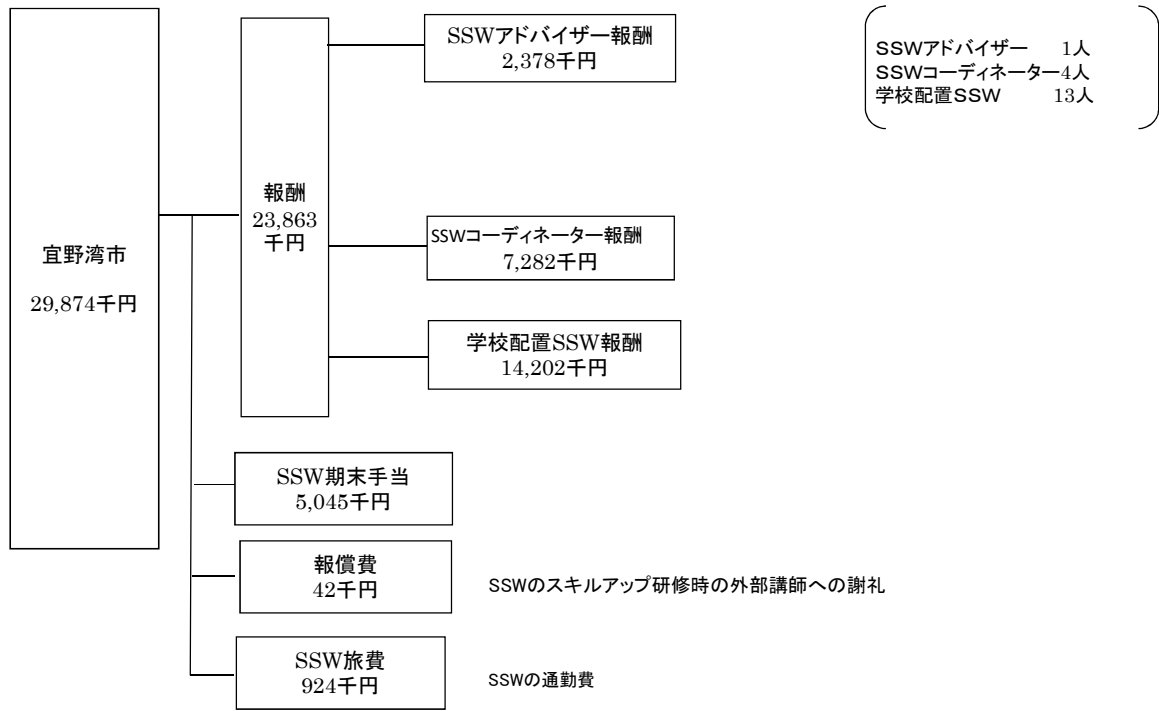 SSWアドバイザー報酬
2,378千円
SSWアドバイザー 1人
SSWコーディネーター4人
学校配置SSW 13人
宜野湾市
29,874千円
報酬
23,863
千円
SSWコーディネーター報酬
7,282千円
学校配置SSW報酬
14,202千円
SSW期末手当
5,045千円
報償費
42千円
SSWのスキルアップ研修時の外部講師への謝礼
SSW旅費
924千円
SSWの通勤費